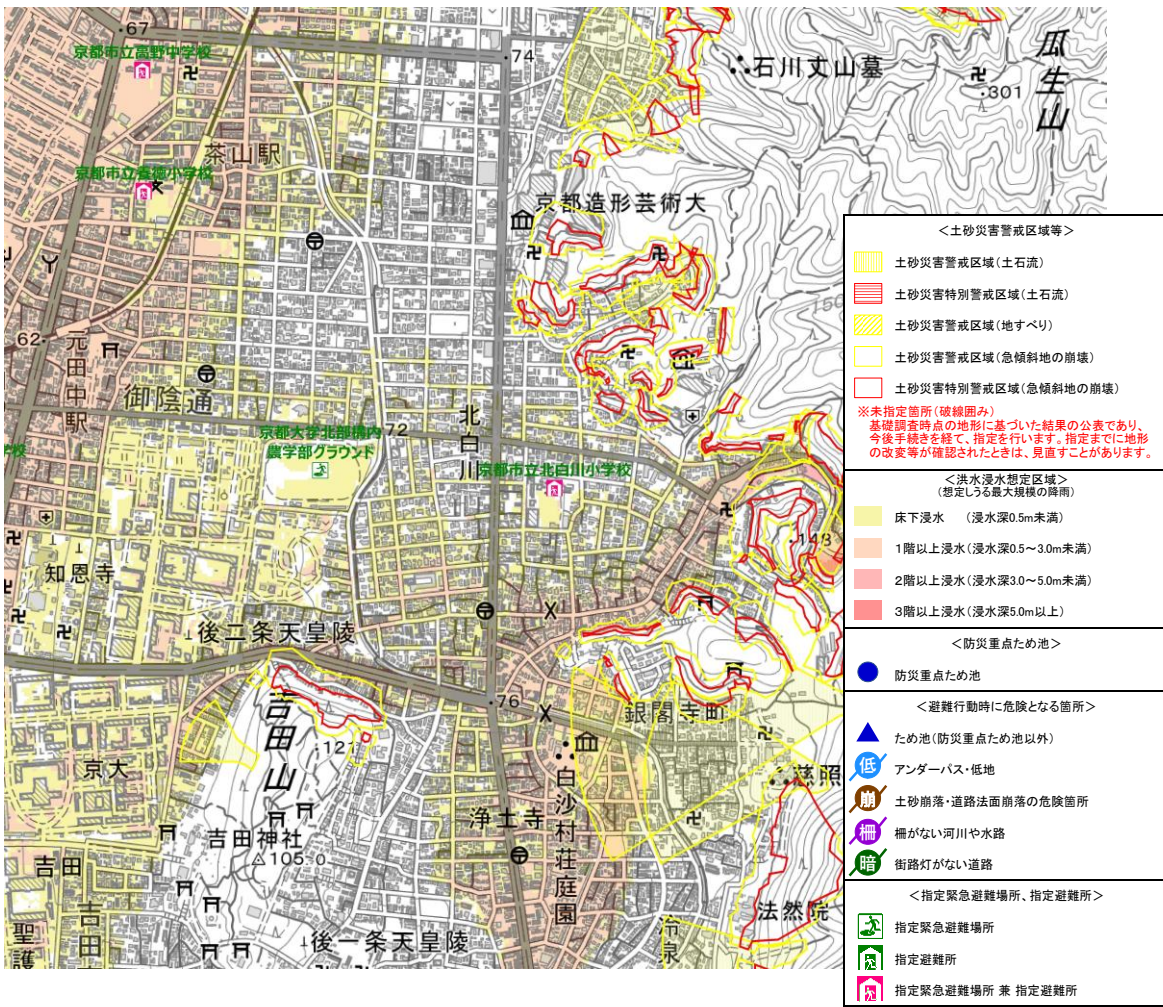 67
京都市立高野中学校
74
石川丈山墓
301
瓜生山
茶山駅
京都市立養徳小学校
京都造形芸術大
150
62
元田中駅
御蔭通
北白川
72
京都大学北部構内
農学部グラウンド
京都市立北白川小学校
学校
148
知恩寺
後二条天皇陵
76
銀閣寺町
吉田山
121
京大
慈照
浄土寺
白沙村荘庭園
吉田神社
105.0
吉田
吉田
聖護
後一条天皇陵
法然院
冷泉
＜土砂災害警戒区域等＞
土砂災害警戒区域(土石流)
土砂災害特別警戒区域(土石流)
土砂災害警戒区域(地すべり)
土砂災害警戒区域(急傾斜地の崩壊)
土砂災害特別警戒区域(急傾斜地の崩壊)
※未指定箇所(破線囲み)
基礎調査時点の地形に基づいた結果の公表であり、
今後手続きを経て、指定を行います。指定までに地形
の改変等が確認されたときは、見直すことがあります。
＜洪水浸水想定区域＞
(想定しうる最大規模の降雨)
床下浸水 (浸水深0.5m未満)
1階以上浸水(浸水深0.5～3.0m未満)
2階以上浸水(浸水深3.0～5.0m未満)
3階以上浸水(浸水深5.0m以上)
＜防災重点ため池＞
防災重点ため池
＜避難行動時に危険となる箇所＞
ため池(防災重点ため池以外)
低 アンダーパス・低地
崩 土砂崩落・道路法面崩落の危険箇所
柵 柵がない河川や水路
暗 街路灯がない道路
＜指定緊急避難場所、指定避難所＞
指定緊急避難場所
指定避難所
指定緊急避難場所 兼 指定避難所